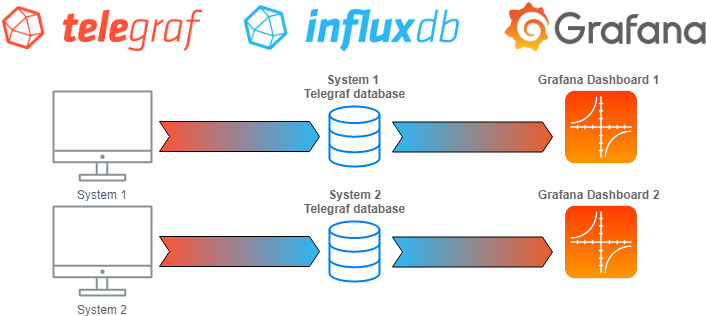 telegraf
influxdb
Grafana
System 1
Telegraf database
Grafana Dashboard 1
System 1
System 2
Telegraf database
Grafana Dashboard 2
System 2